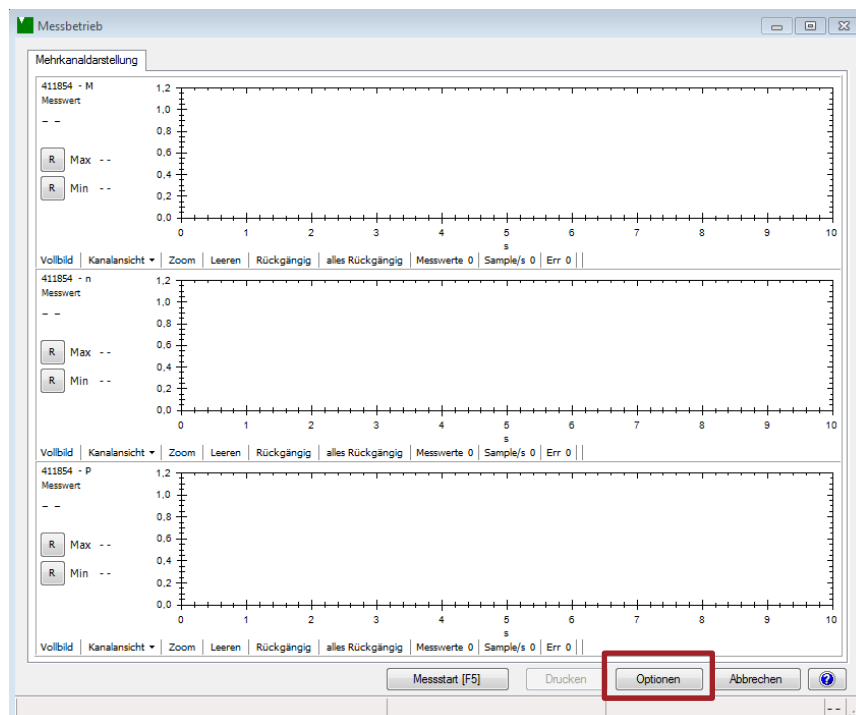 Messbetrieb
Mehrkanaldarstellung
411854 - M
Messwert
- -
R Max - -
R Min - -
1,2
1,0
0,8
0,6
0,4
0,2
0,0
0 1 2 3 4 5 6 7 8 9 10
s
Vollbild Kanalansicht Zoom Leeren Rückgängig alles Rückgängig Messwerte 0 Sample/s 0 Err 0
411854 - n
Messwert
- -
R Max - -
R Min - -
1,2
1,0
0,8
0,6
0,4
0,2
0,0
0 1 2 3 4 5 6 7 8 9 10
s
Vollbild Kanalansicht Zoom Leeren Rückgängig alles Rückgängig Messwerte 0 Sample/s 0 Err 0
411854 - P
Messwert
- -
R Max - -
R Min - -
1,2
1,0
0,8
0,6
0,4
0,2
0,0
0 1 2 3 4 5 6 7 8 9 10
s
Vollbild Kanalansicht Zoom Leeren Rückgängig alles Rückgängig Messwerte 0 Sample/s 0 Err 0
Messstart [F5] Drucken Optionen Abbrechen ?
- -